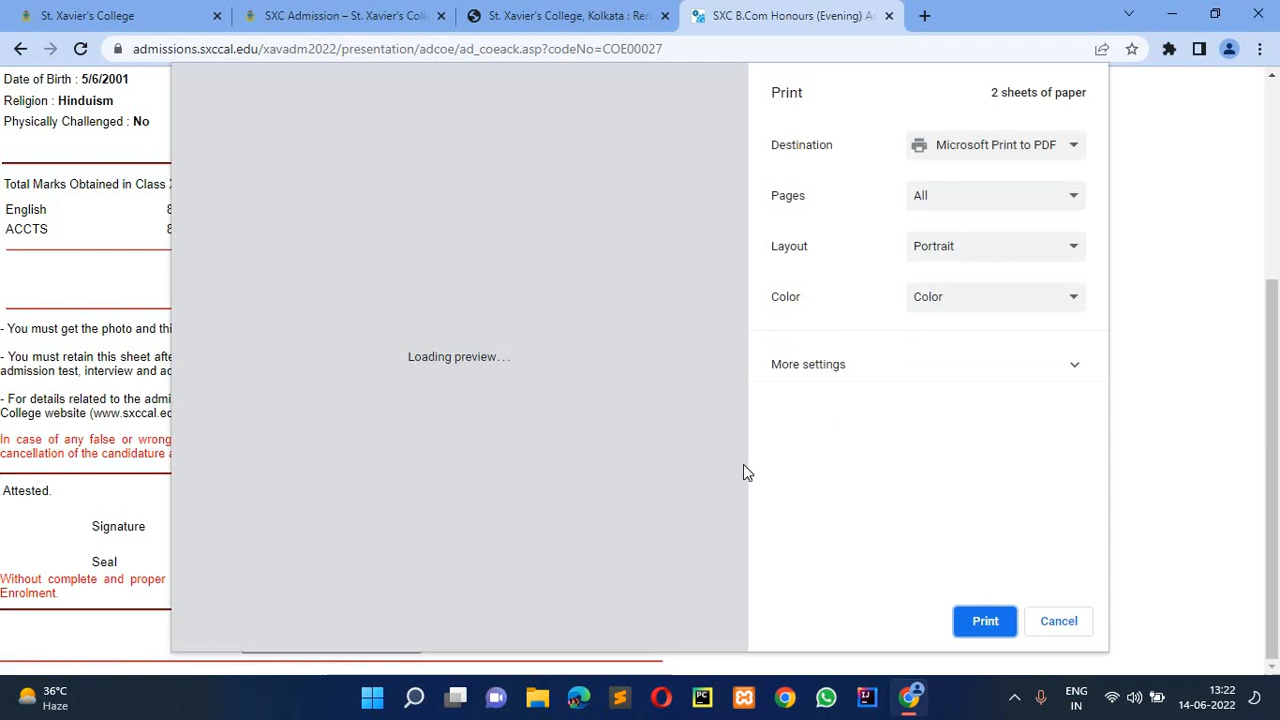 St. Xavier's College
SXC Admission – St. Xavier's C
St. Xavier's College, Kolkata : Re
SXC B.Com Honours (Evening) A
admissions.sxccal.edu/xavadm2022/presentation/adcoe/ad_coeack.asp?codeNo=COE00027
Date of Birth : 5/6/2001
Religion : Hinduism
Physically Challenged : No
Total Marks Obtained in Class X
English 8
ACCTS 8
- You must get the photo and thi
- You must retain this sheet afte
admission test, interview and ac
- For details related to the admi
College website (www.sxccal.ec
In case of any false or wrong
cancellation of the candidature a
Attested.
Signature
Seal
Without complete and proper
Enrolment.
Loading preview...
Print
2 sheets of paper
Destination
Microsoft Print to PDF
Pages
All
Layout
Portrait
Color
Color
More settings
Print
Cancel
36°C
Haze
PC
ENG
IN
13:22
14-06-2022